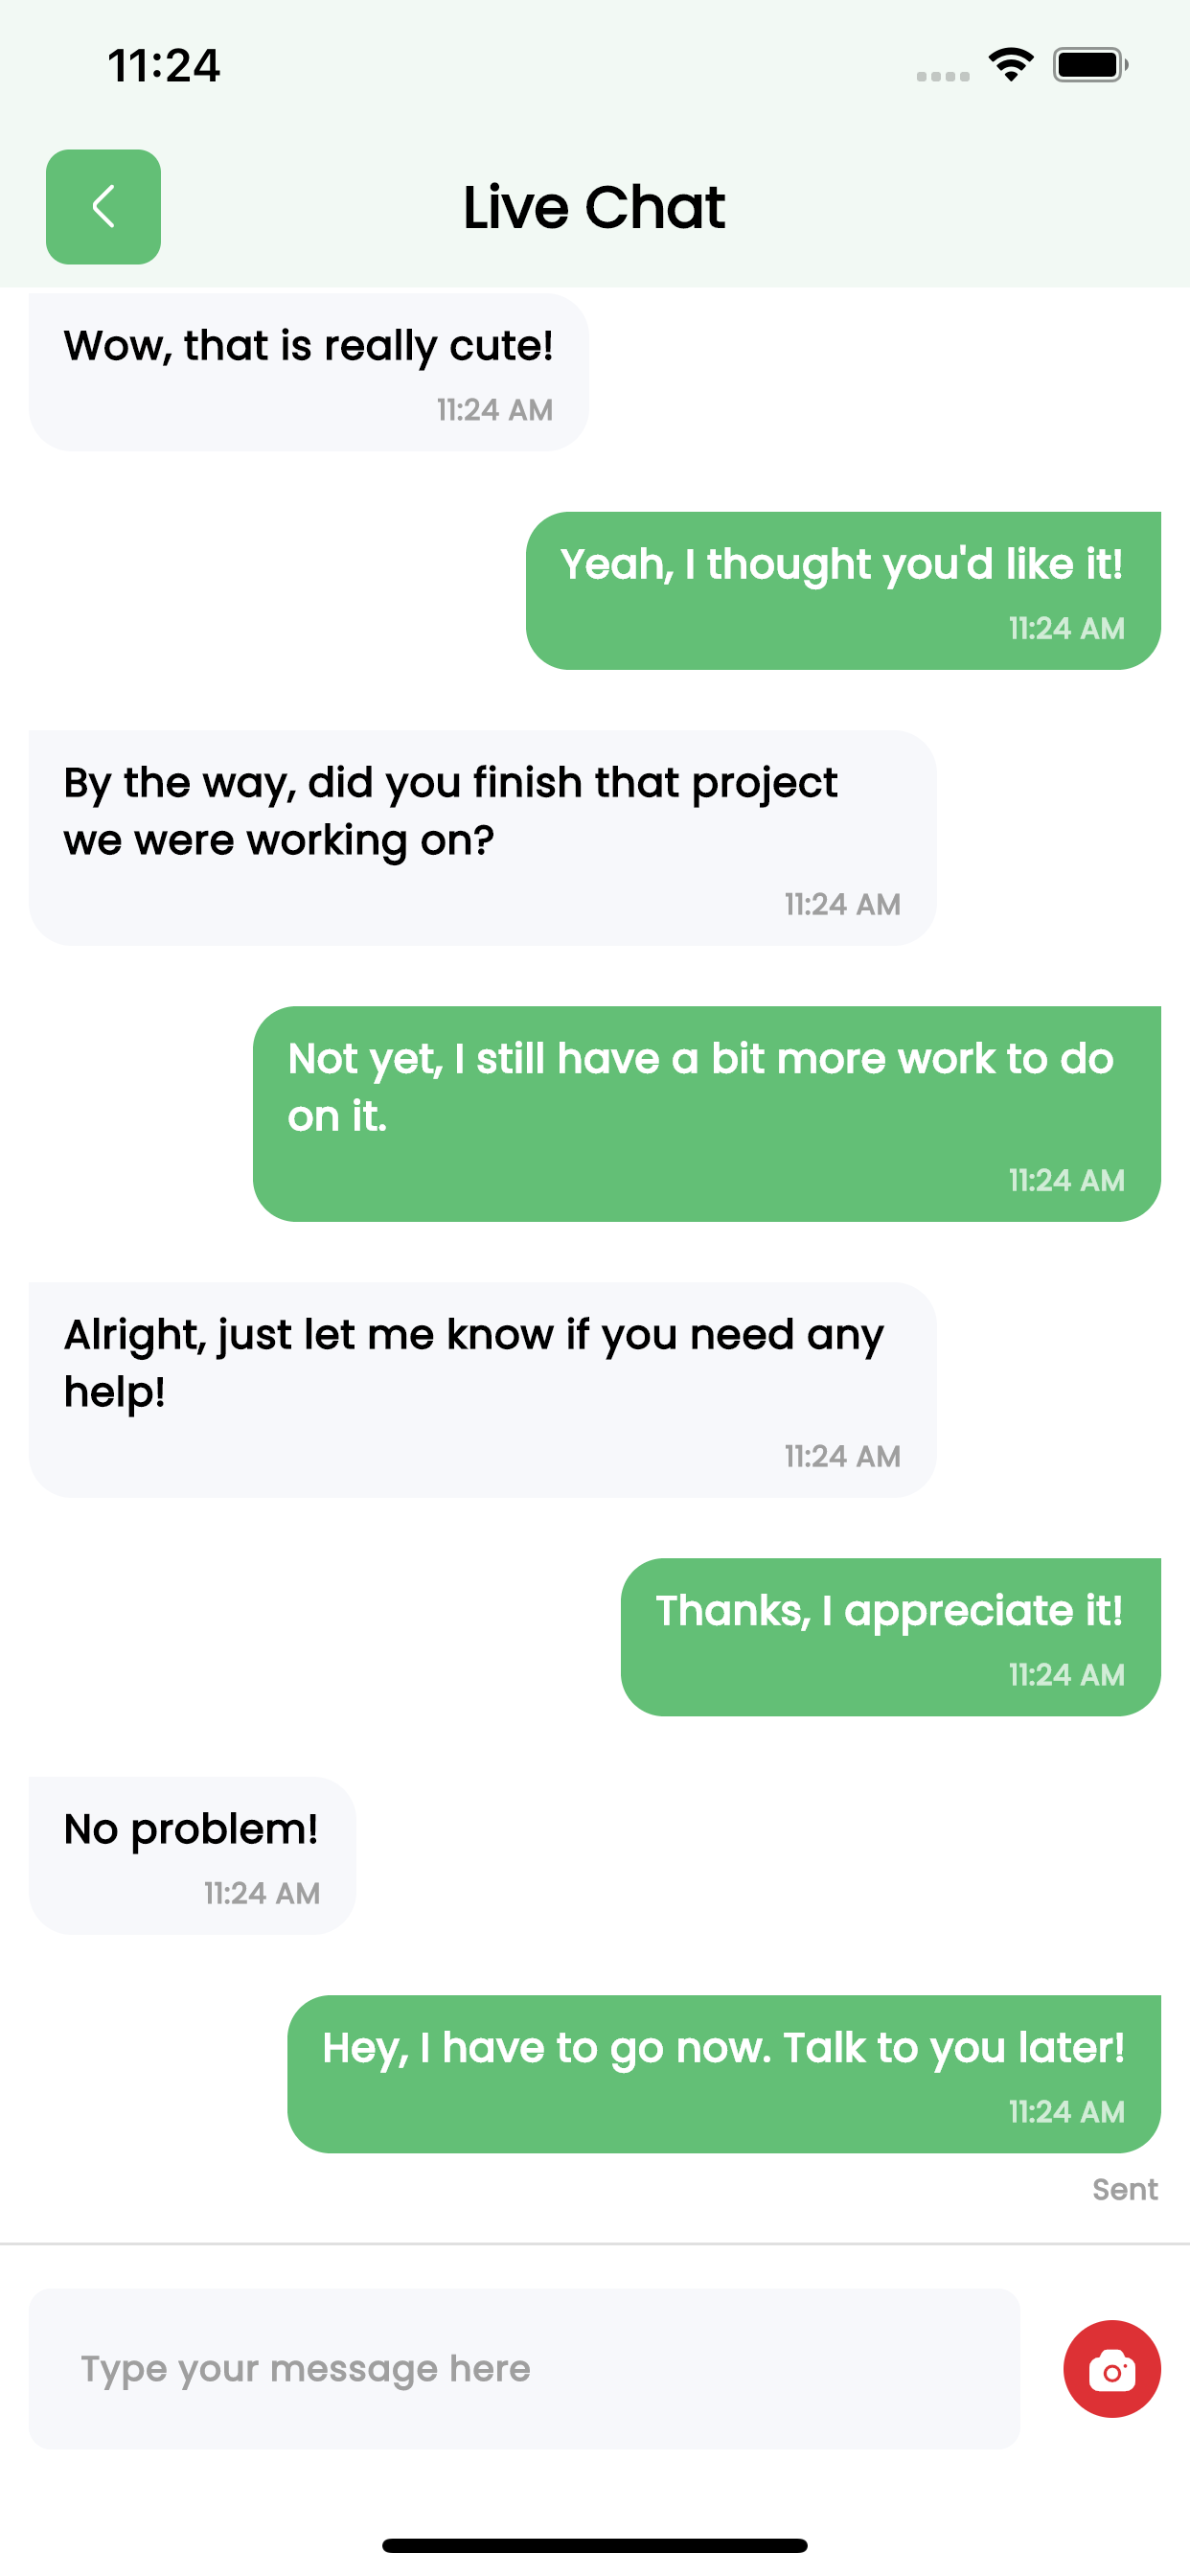 11:24
Live Chat
Wow, that is really cute!
11:24 AM
Yeah, I thought you'd like it!
11:24 AM
By the way, did you finish that project
we were working on?
11:24 AM
Not yet, I still have a bit more work to do
on it.
11:24 AM
Alright, just let me know if you need any
help!
11:24 AM
Thanks, I appreciate it!
11:24 AM
No problem!
11:24 AM
Hey, I have to go now. Talk to you later!
11:24 AM
Sent
Type your message here